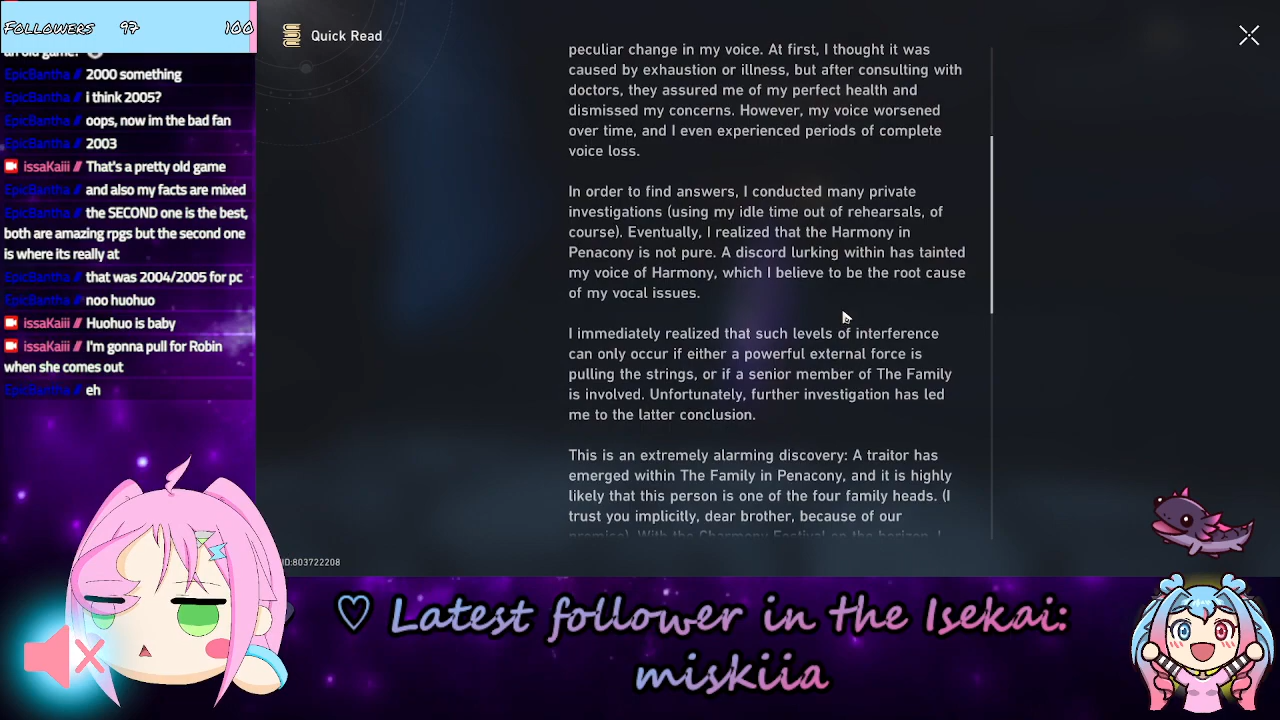 Followers 97 100
an old game?
EpicBantha // 2000 something
EpicBantha // i think 2005?
EpicBantha // oops, now im the bad fan
EpicBantha // 2003
issaKaiii // That's a pretty old game
EpicBantha // and also my facts are mixed
EpicBantha // the SECOND one is the best,
both are amazing rpgs but the second one
is where its really at
EpicBantha // that was 2004/2005 for pc
EpicBantha // noo huohuo
issaKaiii // Huohuo is baby
issaKaiii // I'm gonna pull for Robin
when she comes out
EpicBantha // eh
Quick Read
peculiar change in my voice. At first, I thought it was
caused by exhaustion or illness, but after consulting with
doctors, they assured me of my perfect health and
dismissed my concerns. However, my voice worsened
over time, and I even experienced periods of complete
voice loss.
In order to find answers, I conducted many private
investigations (using my idle time out of rehearsals, of
course). Eventually, I realized that the Harmony in
Penacony is not pure. A discord lurking within has tainted
my voice of Harmony, which I believe to be the root cause
of my vocal issues.
I immediately realized that such levels of interference
can only occur if either a powerful external force is
pulling the strings, or if a senior member of The Family
is involved. Unfortunately, further investigation has led
me to the latter conclusion.
This is an extremely alarming discovery: A traitor has
emerged within The Family in Penacony, and it is highly
likely that this person is one of the four family heads. (I
trust you implicitly, dear brother, because of our
promise). With the Charmony Festival on the horizon, I
ID:803722208
♡ Latest follower in the Isekai:
miskiia